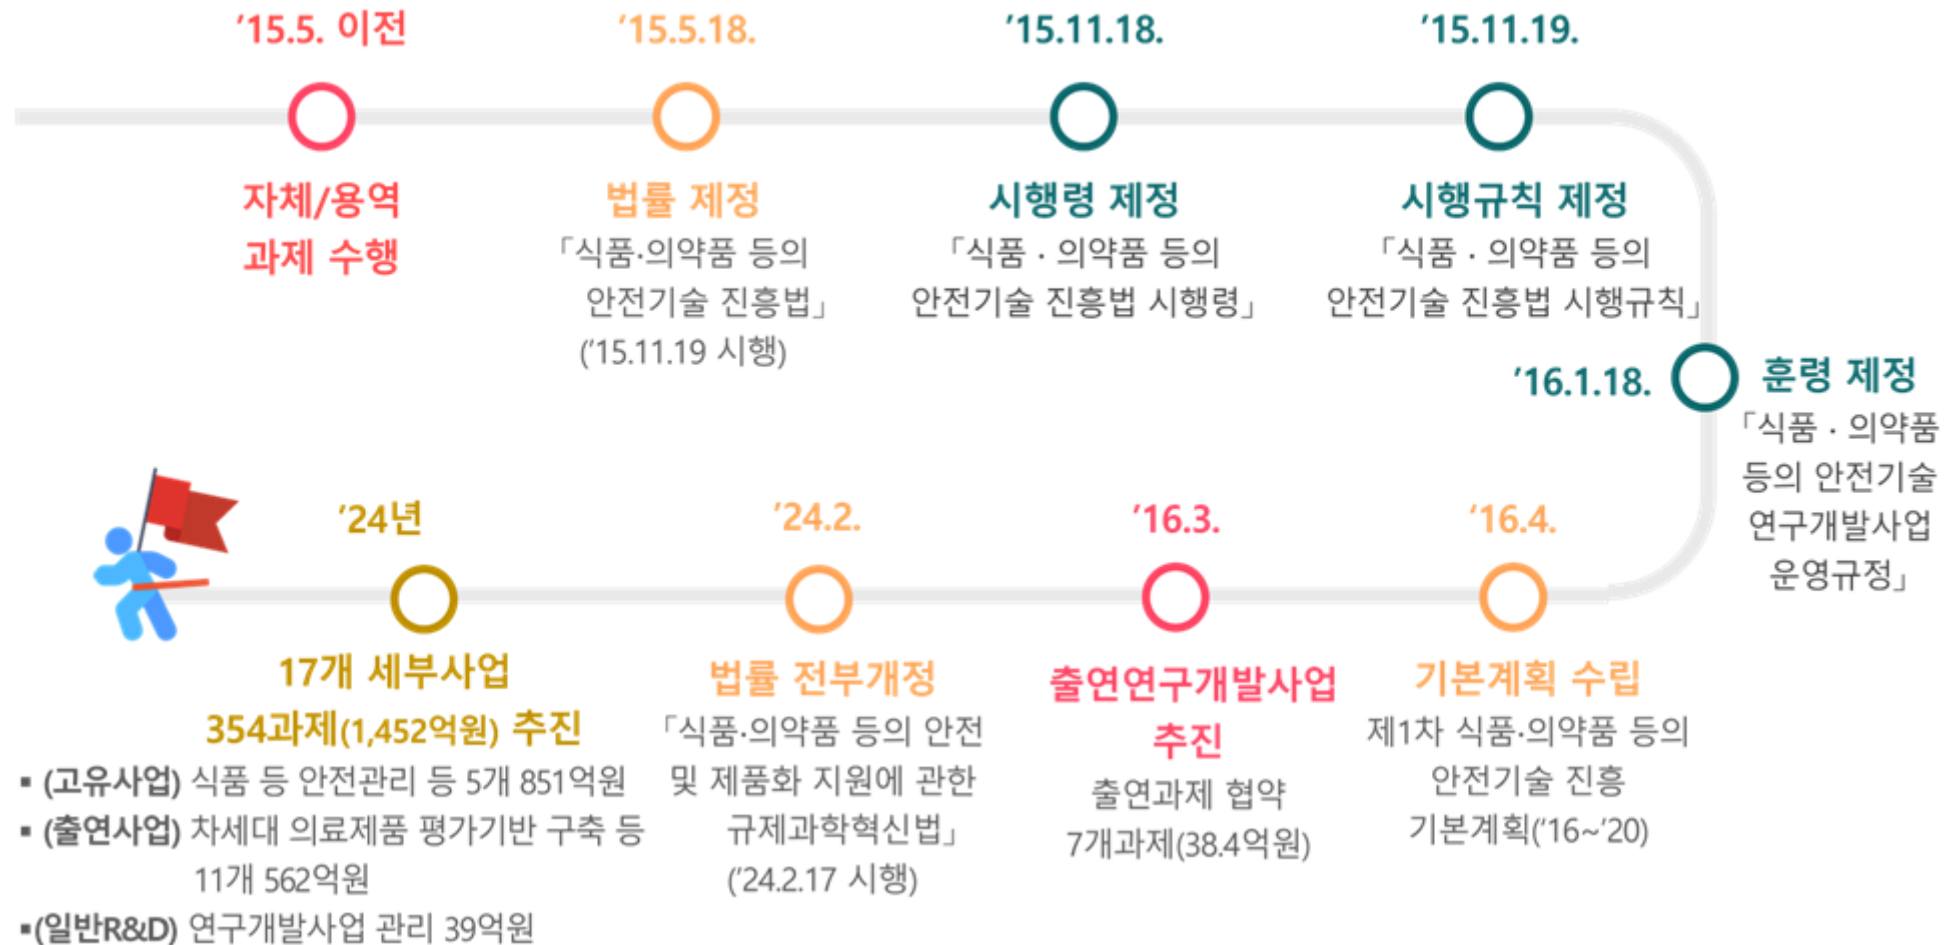 '15.5. 이전
자체/용역
과제 수행
'15.5.18.
법률 제정
「식품·의약품 등의
안전기술 진흥법」
('15.11.19 시행)
'15.11.18.
시행령 제정
「식품 · 의약품 등의
안전기술 진흥법 시행령」
'15.11.19.
시행규칙 제정
「식품 · 의약품 등의
안전기술 진흥법 시행규칙」
'16.1.18.
훈령 제정
「식품 · 의약품
등의 안전기술
연구개발사업
운영규정」
'16.4.
기본계획 수립
제1차 식품·의약품 등의
안전기술 진흥
기본계획('16~'20)
'16.3.
출연연구개발사업
추진
출연과제 협약
7개과제(38.4억원)
'24.2.
법률 전부개정
「식품·의약품 등의 안전
및 제품화 지원에 관한
규제과학혁신법」
('24.2.17 시행)
'24년
17개 세부사업
354과제(1,452억원) 추진
▪ (고유사업) 식품 등 안전관리 등 5개 851억원
▪ (출연사업) 차세대 의료제품 평가기반 구축 등
11개 562억원
▪(일반R&D) 연구개발사업 관리 39억원